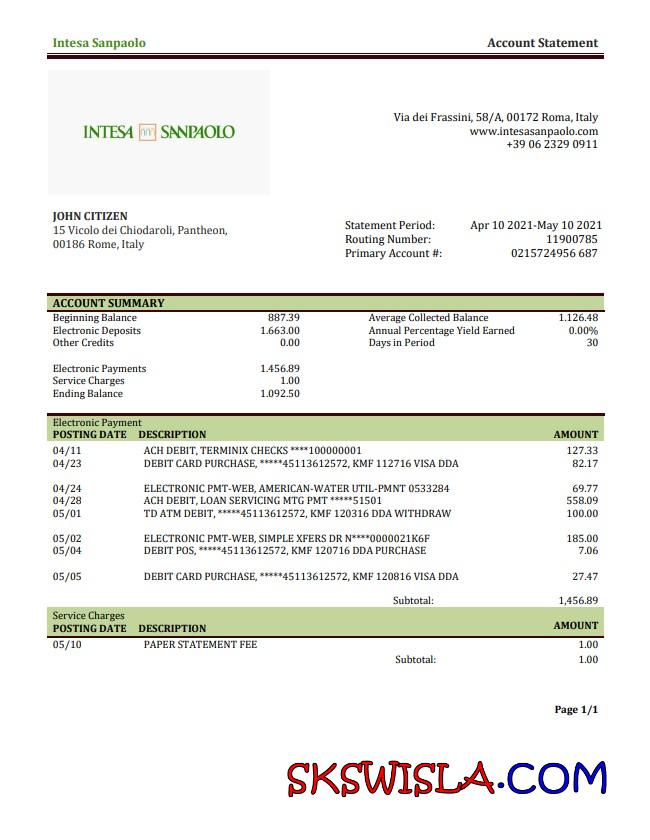 Intesa Sanpaolo Account Statement
INTESA SANPAOLO
Via dei Frassini, 58/A, 00172 Roma, Italy
www.intesasanpaolo.com
+39 06 2329 0911
JOHN CITIZEN
15 Vicolo dei Chiodaroli, Pantheon,
00186 Rome, Italy
Statement Period: Apr 10 2021-May 10 2021
Routing Number: 11900785
Primary Account #: 0215724956 687
ACCOUNT SUMMARY
Beginning Balance 887.39 Average Collected Balance 1.126.48
Electronic Deposits 1.663.00 Annual Percentage Yield Earned 0.00%
Other Credits 0.00 Days in Period 30
Electronic Payments 1.456.89
Service Charges 1.00
Ending Balance 1.092.50
Electronic Payment
POSTING DATE DESCRIPTION AMOUNT
04/11 ACH DEBIT, TERMINIX CHECKS ****100000001 127.33
04/23 DEBIT CARD PURCHASE, *****45113612572, KMF 112716 VISA DDA 82.17
04/24 ELECTRONIC PMT-WEB, AMERICAN-WATER UTIL-PMNT 0533284 69.77
04/28 ACH DEBIT, LOAN SERVICING MTG PMT *****51501 558.09
05/01 TD ATM DEBIT, *****45113612572, KMF 120316 DDA WITHDRAW 100.00
05/02 ELECTRONIC PMT-WEB, SIMPLE XFERS DR N****0000021K6F 185.00
05/04 DEBIT POS, *****45113612572, KMF 120716 DDA PURCHASE 7.06
05/05 DEBIT CARD PURCHASE, *****45113612572, KMF 120816 VISA DDA 27.47
Subtotal: 1,456.89
Service Charges
POSTING DATE DESCRIPTION AMOUNT
05/10 PAPER STATEMENT FEE 1.00
Subtotal: 1.00
Page 1/1
SKSWISLA.COM